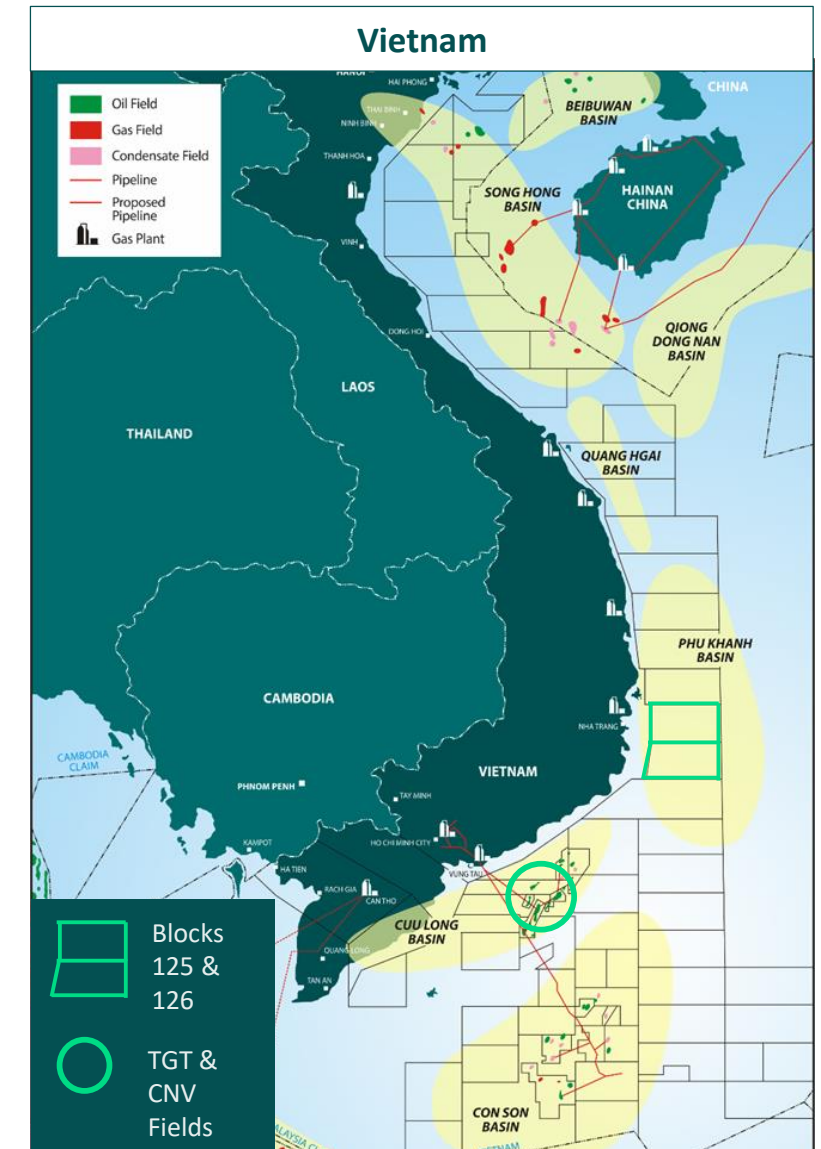 Vietnam
HANOI
HAI PHONG
CHINA
Oil Field
Gas Field
Condensate Field
Pipeline
Proposed
Pipeline
Gas Plant
THAI BINH
NINH BINH
THANH HOA
VINH
DONG HOI
BEIBUWAN
BASIN
SONG HONG
BASIN
HAINAN
CHINA
QIONG
DONG NAN
BASIN
LAOS
THAILAND
QUANG HGAI
BASIN
PHU KHANH
BASIN
CAMBODIA
NHA TRANG
CAMBODIA
CLAIM
VIETNAM
PHNOM PENH
TAY MINH
KAMPOT
HO CHI MINH CITY
HA TIEN
VUNG TAU
RACH GIA
CAN THO
CUU LONG
BASIN
QUANG LONG
TAN AN
Blocks
125 &
126
TGT &
CNV
Fields
CON SON
BASIN